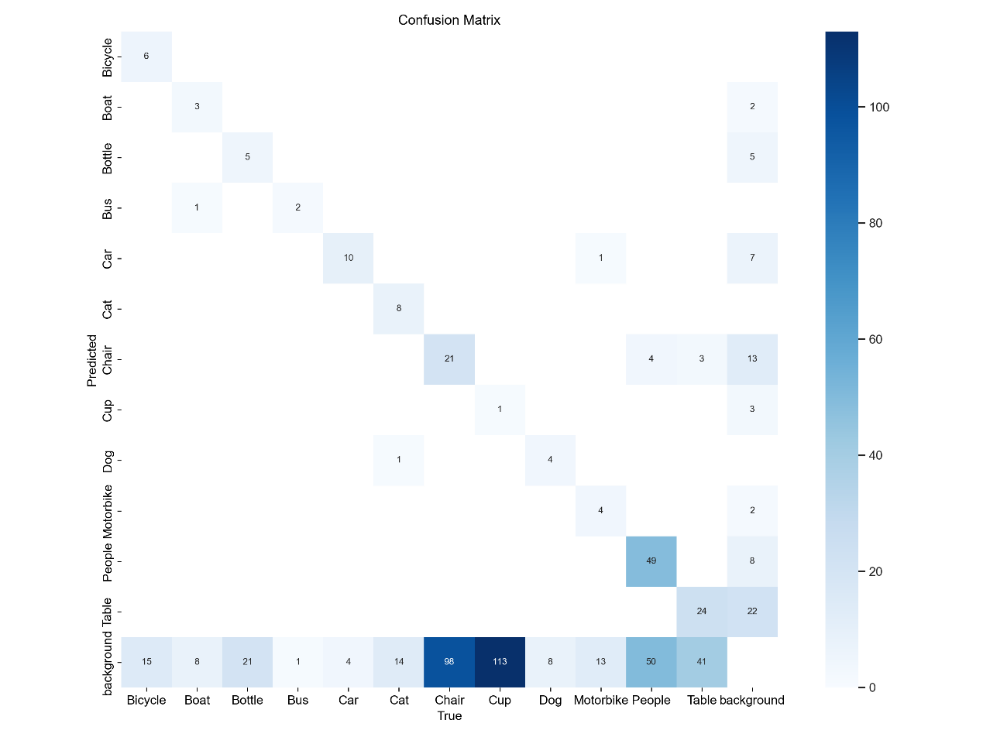 Confusion Matrix
Predicted
Bicycle 6
Boat 3 2
Bottle 5 5
Bus 1 2
Car 10 1 7
Cat 8
Chair 21 4 3 13
Cup 1 3
Dog 1 4
Motorbike 4 2
People 49 8
Table 24 22
background 15 8 21 1 4 14 98 113 8 13 50 41
Bicycle Boat Bottle Bus Car Cat Chair Cup Dog Motorbike People Table background
True
100
80
60
40
20
0